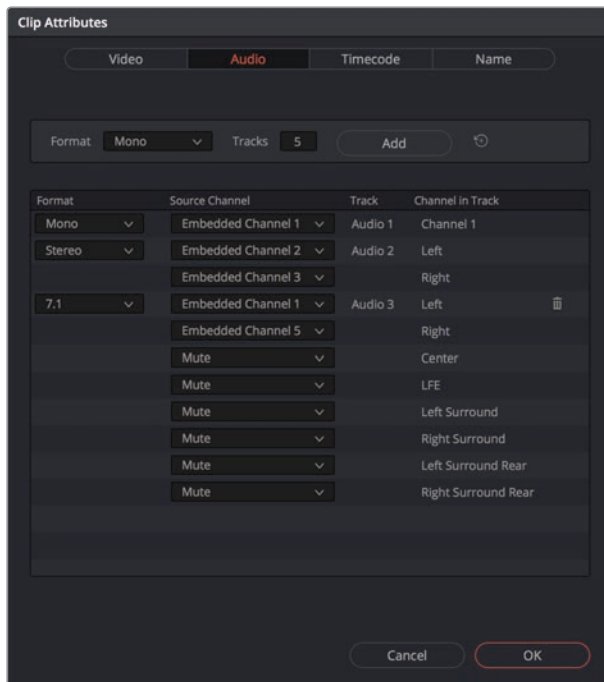 Clip Attributes
Video Audio Timecode Name
Format Mono Tracks 5 Add
Format Source Channel Track Channel in Track
Mono Embedded Channel 1 Audio 1 Channel 1
Stereo Embedded Channel 2 Audio 2 Left
Embedded Channel 3 Right
7.1 Embedded Channel 1 Audio 3 Left
Embedded Channel 5 Right
Mute Center
Mute LFE
Mute Left Surround
Mute Right Surround
Mute Left Surround Rear
Mute Right Surround Rear
Cancel OK